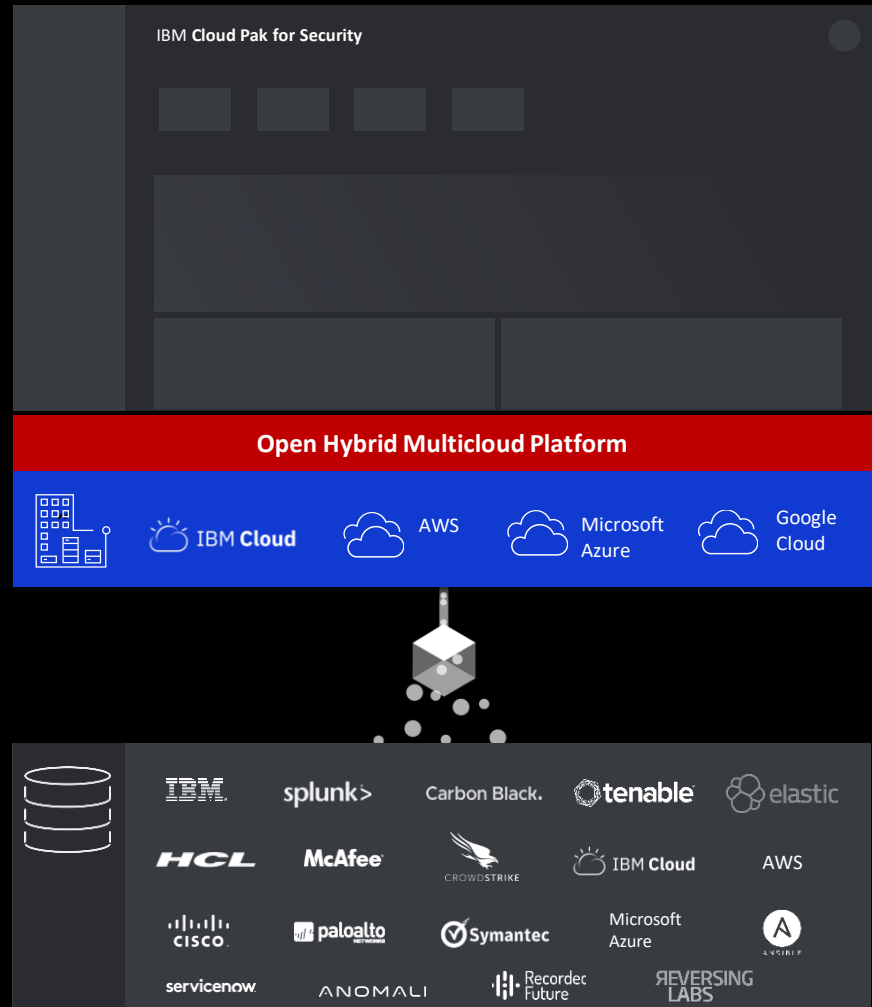 IBM Cloud Pak for Security
Open Hybrid Multicloud Platform
IBM Cloud
AWS
Microsoft
Azure
Google
Cloud
IBM.
splunk>
Carbon Black.
tenable
elastic
HCL
McAfee
CROWDSTRIKE
IBM Cloud
AWS
CISCO.
paloalto
NETWORKS
Symantec
Microsoft
Azure
A
ANSIBLE
servicenow.
ANOMALI
Recorded
Future
REVERSING
LABS